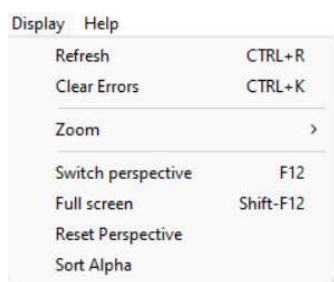 Display Help
Refresh CTRL+R
Clear Errors CTRL+K
Zoom >
Switch perspective F12
Full screen Shift-F12
Reset Perspective
Sort Alpha